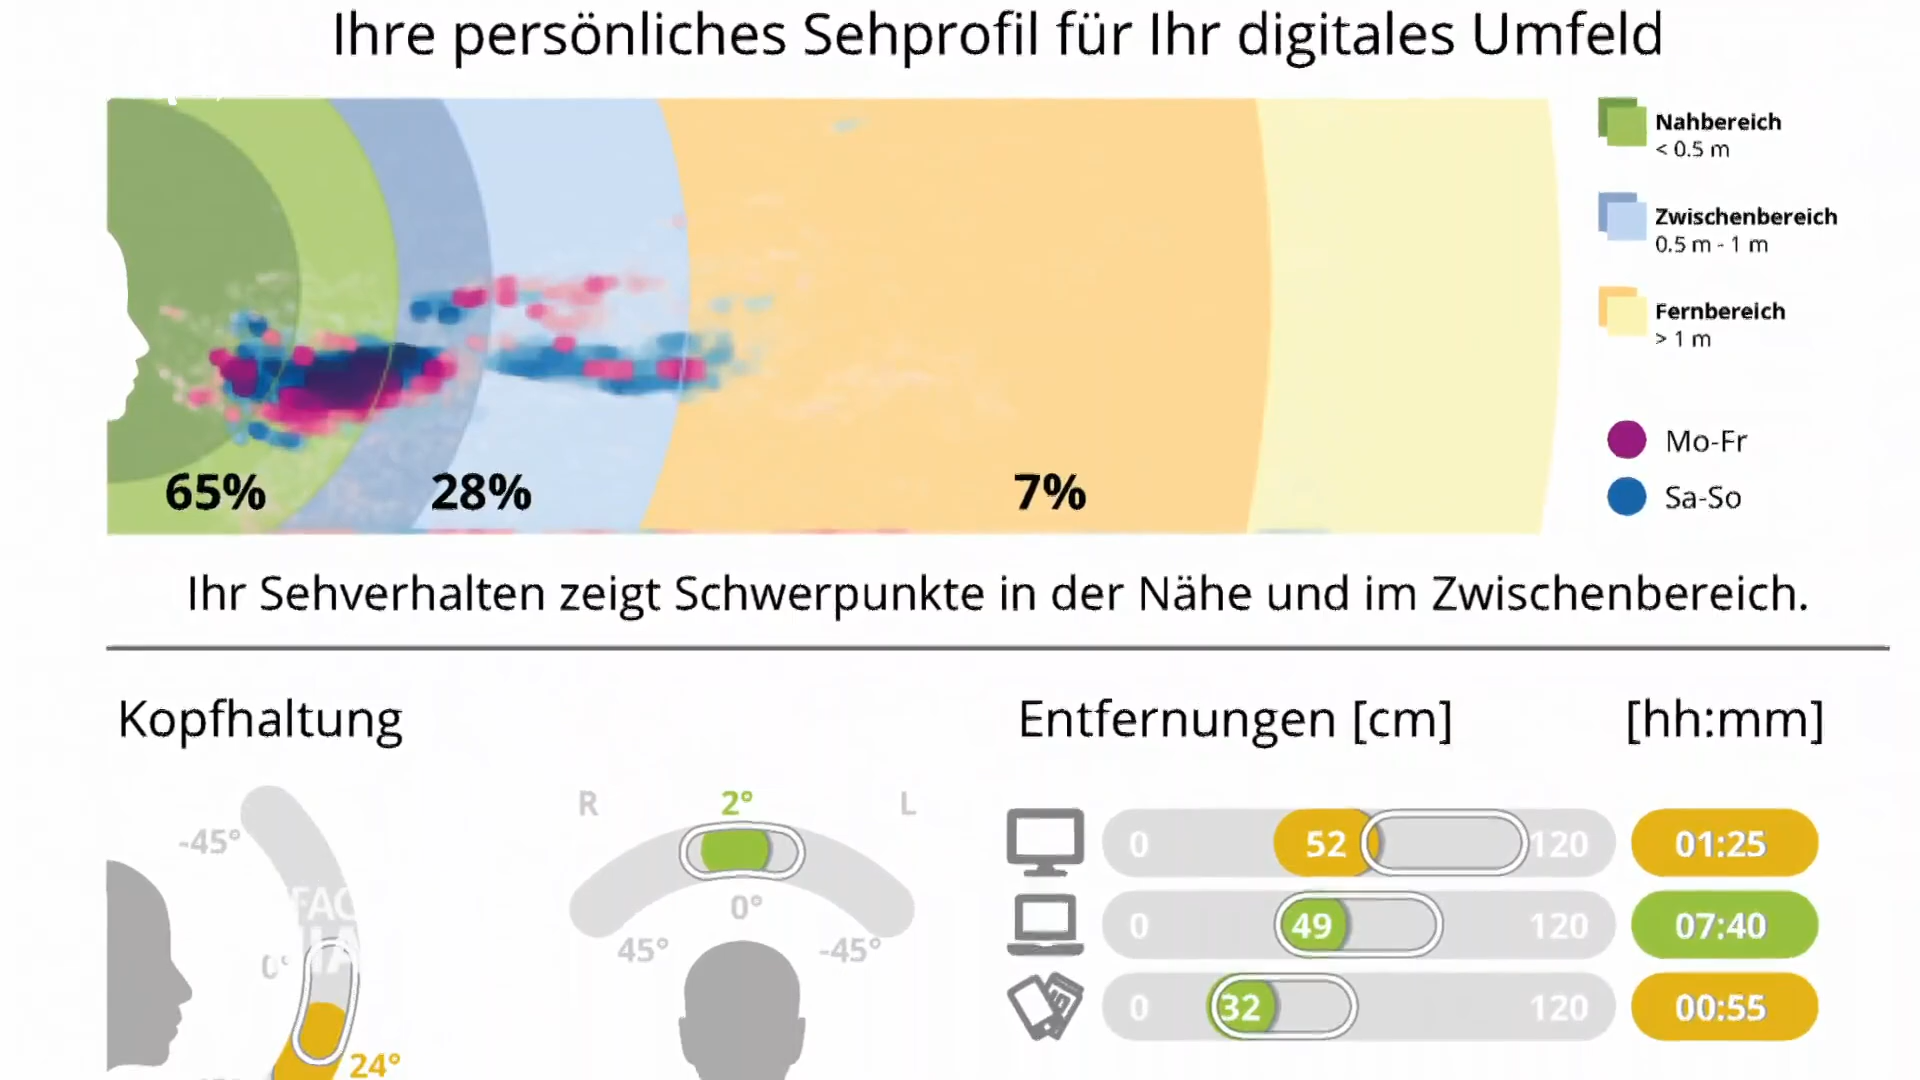 Ihre persönliches Sehprofil für Ihr digitales Umfeld
Nahbereich
< 0.5 m
Zwischenbereich
0.5 m - 1 m
Fernbereich
> 1 m
Mo-Fr
Sa-So
65%
28%
7%
Ihr Sehverhalten zeigt Schwerpunkte in der Nähe und im Zwischenbereich.
Kopfhaltung
-45°
0°
24°
R
2°
L
0°
45°
-45°
Entfernungen [cm]
[hh:mm]
0 52 120 01:25
0 49 120 07:40
0 32 120 00:55